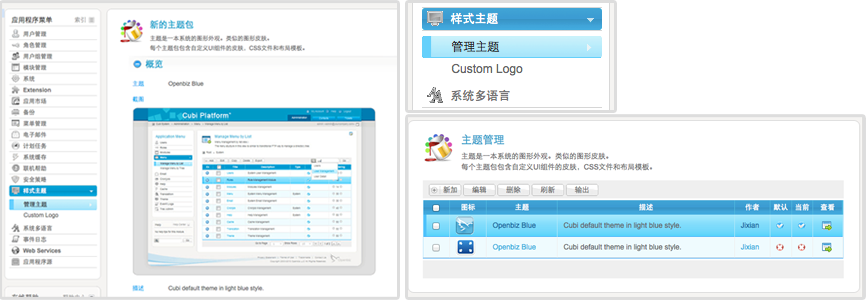 应用程序菜单 索引
用户管理
角色管理
用户组管理
模块管理
系统
Extension
应用市场
备份
菜单管理
电子邮件
计划任务
系统缓存
联机帮助
安全策略
样式主题
管理主题
Custom Logo
系统多语言
事件日志
Web Services
应用程序源
新的主题包
主题是一本系统的图形外观。类似的图形皮肤。
每个主题包包含自定义UI组件的皮肤，CSS文件和布局模板。
概览
主题 Openbiz Blue
截图
Cubi Platform
Application Menu
Manage Menu to List
描述 Cubi default theme in light blue style.
样式主题
管理主题
Custom Logo
系统多语言
主题管理
主题是一本系统的图形外观。类似的图形皮肤。
每个主题包包含自定义UI组件的皮肤，CSS文件和布局模板。
新加 编辑 删除 刷新 输出
图标 主题 描述 作者 默认 当前 查看
Openbiz Blue Cubi default theme in light blue style. Jixian
Openbiz Blue Cubi default theme in light blue style. Jixian